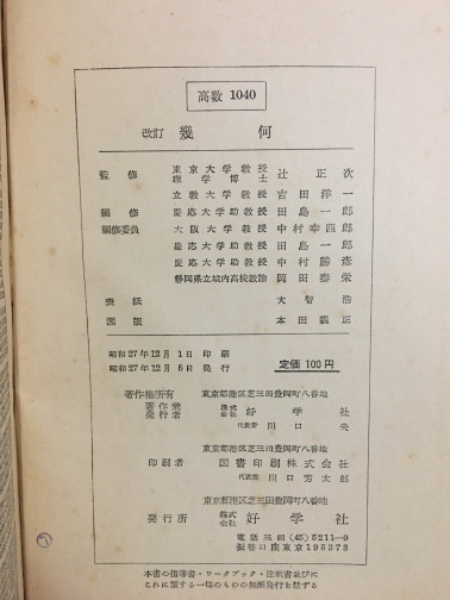 高数 1040
改訂 幾何
監修 東京大学教授 理学博士 辻正次
立教大学教授 吉田洋一
編修 慶応大学助教授 田島一郎
編修委員 大阪大学教授 中村幸四郎
慶応大学助教授 田島一郎
慶応大学助教授 中村勝彦
静岡県立城内高校教諭 岡田泰栄
表紙 大智浩
図版 本田 正
昭和27年12月1日 印刷
昭和27年12月5日 発行
定価 100円
著作権所有 東京都港区芝三田豊岡町八番地
著作兼発行者 株式会社 好学社
代表者 川口
東京都港区芝三田豊岡町八番地
印刷者 図書印刷株式会社
代表者 川口芳太郎
東京都港区芝三田豊岡町八番地
発行所 株式会社 好学社
電話三田(45)5211-9
振替口座東京195373
本書の指導書・ワークブック・註釈書並びに
これに類する一切のものの無断発行を禁ずる